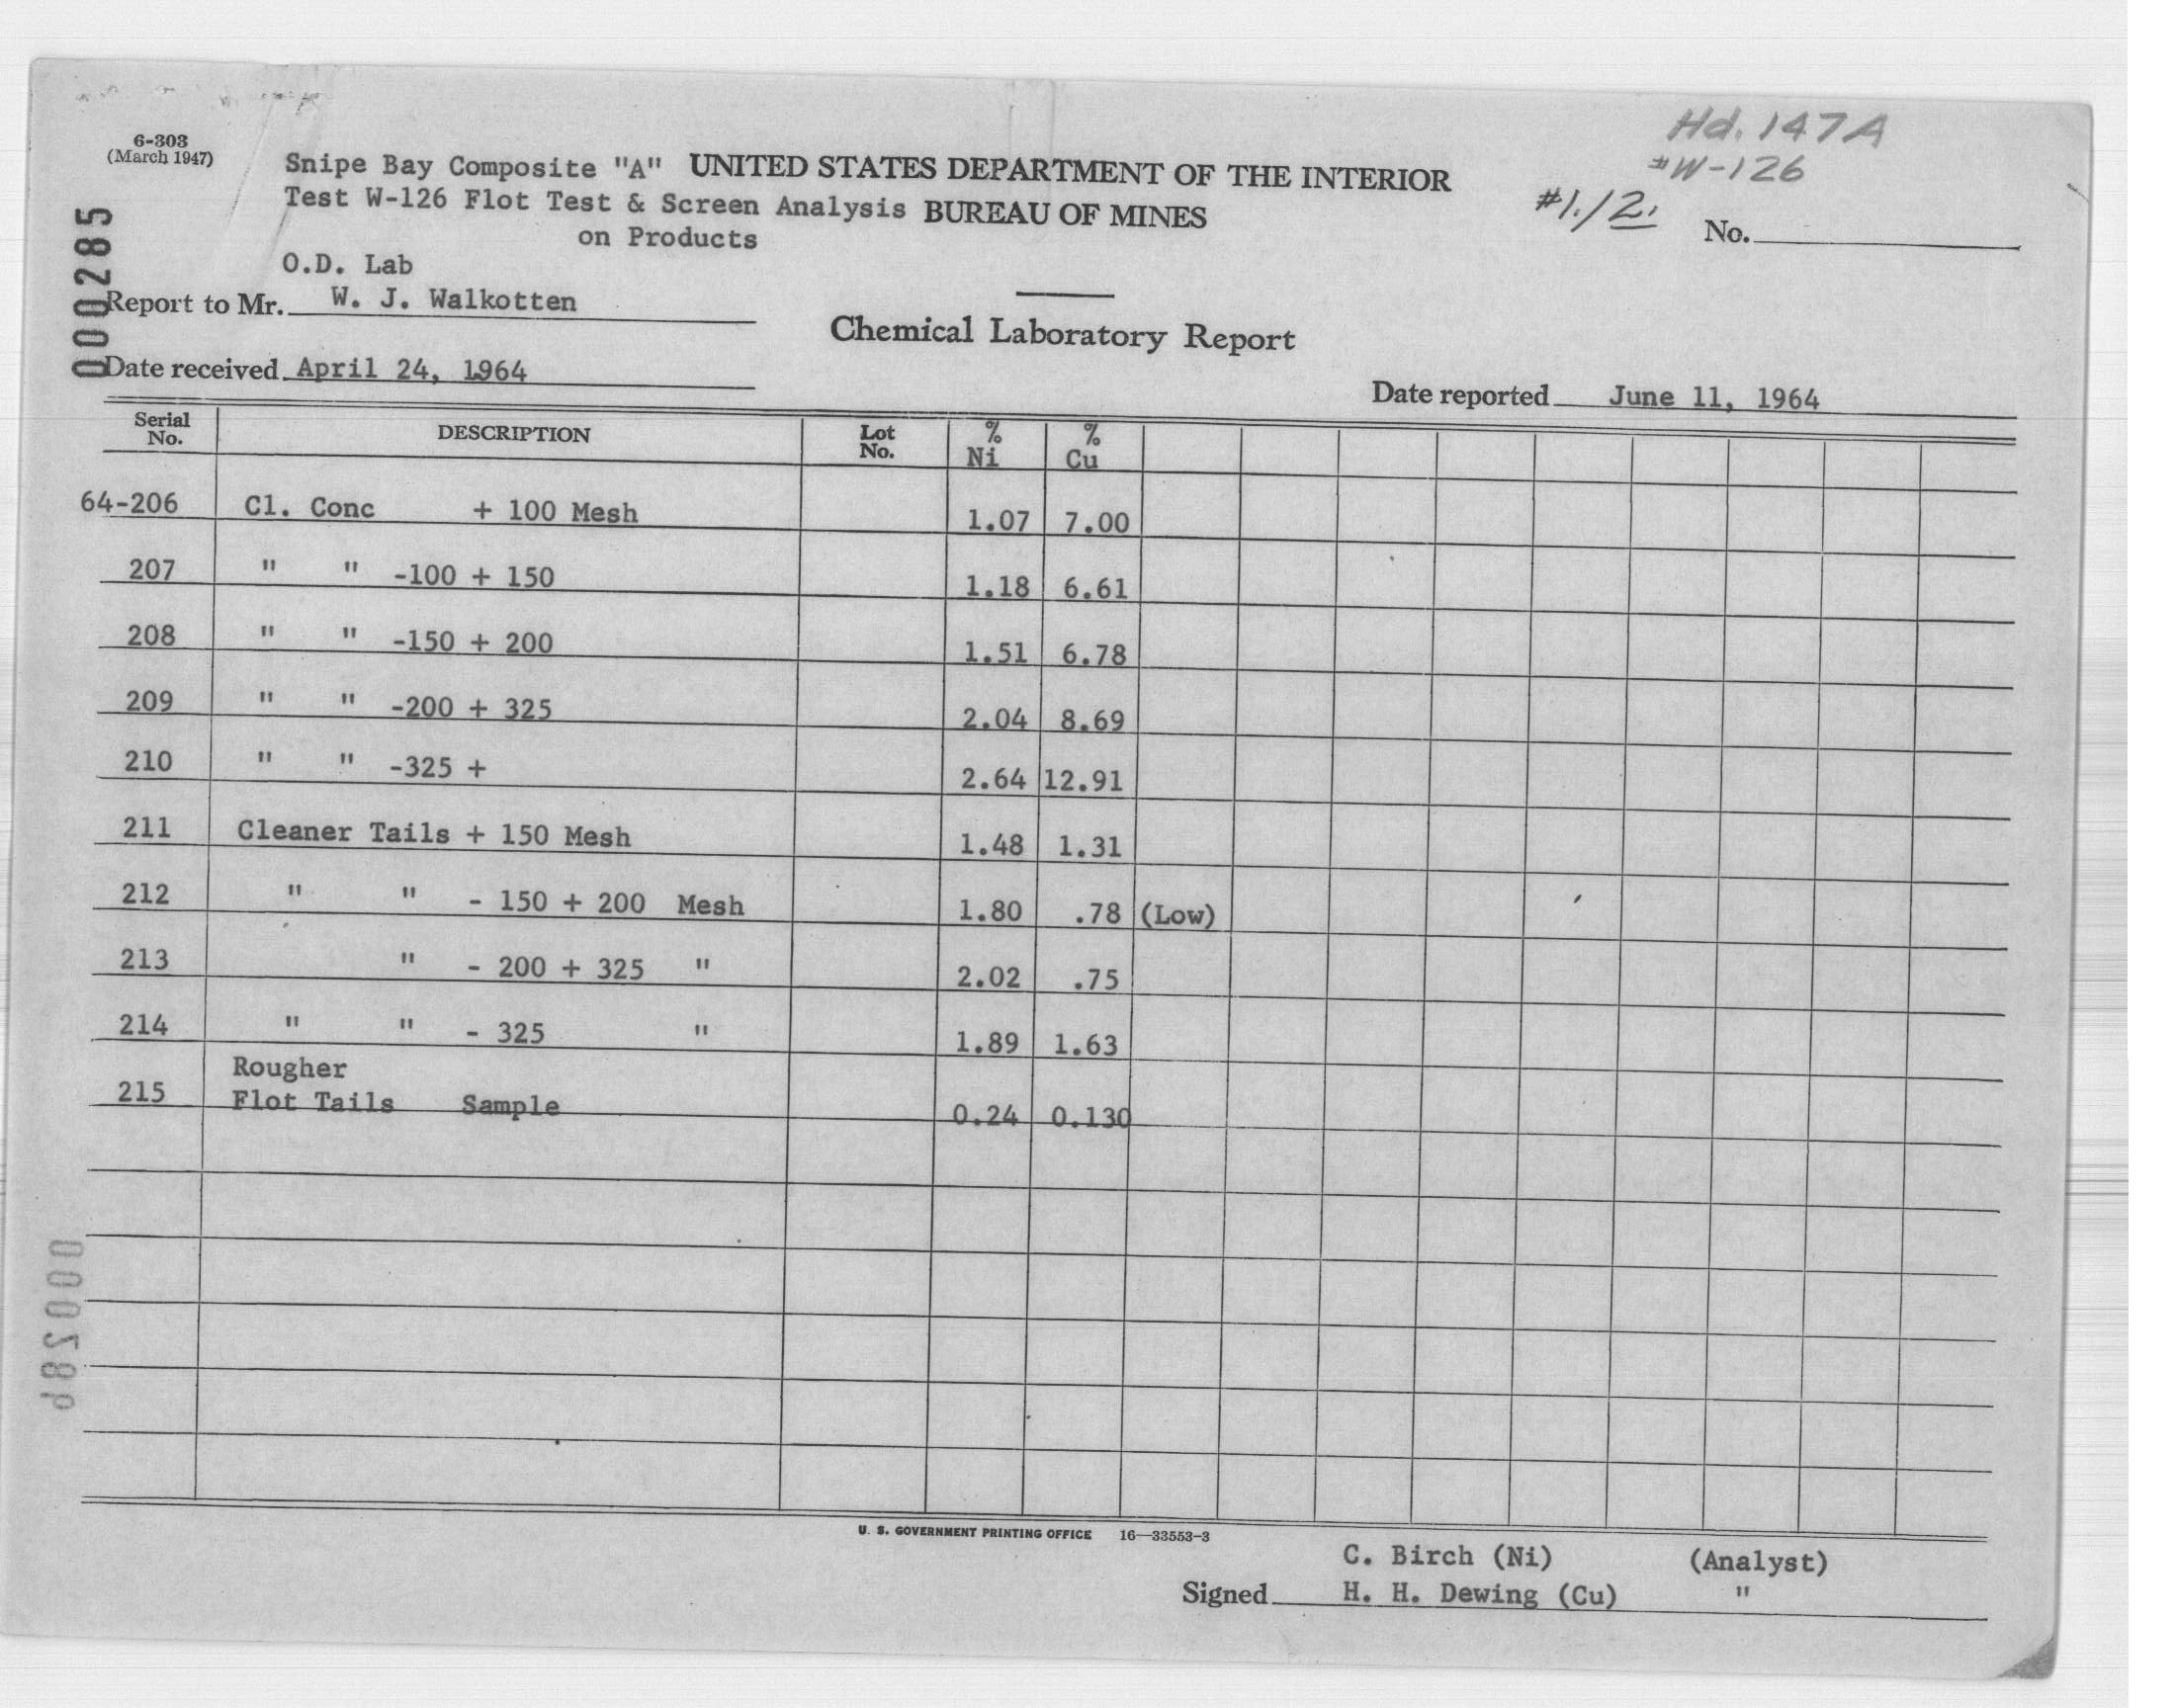 Hd. 147A
#W-126
#1./2.
6-303
(March 1947)
Snipe Bay Composite "A" UNITED STATES DEPARTMENT OF THE INTERIOR
Test W-126 Flot Test & Screen Analysis BUREAU OF MINES
on Products
No.
O.D. Lab
000285
Report to Mr. W. J. Walkotten
Chemical Laboratory Report
Date received April 24, 1964
Date reported June 11, 1964
Serial No. DESCRIPTION Lot No. % Ni % Cu
64-206 Cl. Conc + 100 Mesh 1.07 7.00
207 " " -100 + 150 1.18 6.61
208 " " -150 + 200 1.51 6.78
209 " " -200 + 325 2.04 8.69
210 " " -325 + 2.64 12.91
211 Cleaner Tails + 150 Mesh 1.48 1.31
212 " " - 150 + 200 Mesh 1.80 .78 (Low)
213 " - 200 + 325 " 2.02 .75
214 " " - 325 " 1.89 1.63
Rougher
215 Flot Tails Sample 0.24 0.130
U. S. GOVERNMENT PRINTING OFFICE 16—33553-3
C. Birch (Ni) (Analyst)
Signed H. H. Dewing (Cu) "